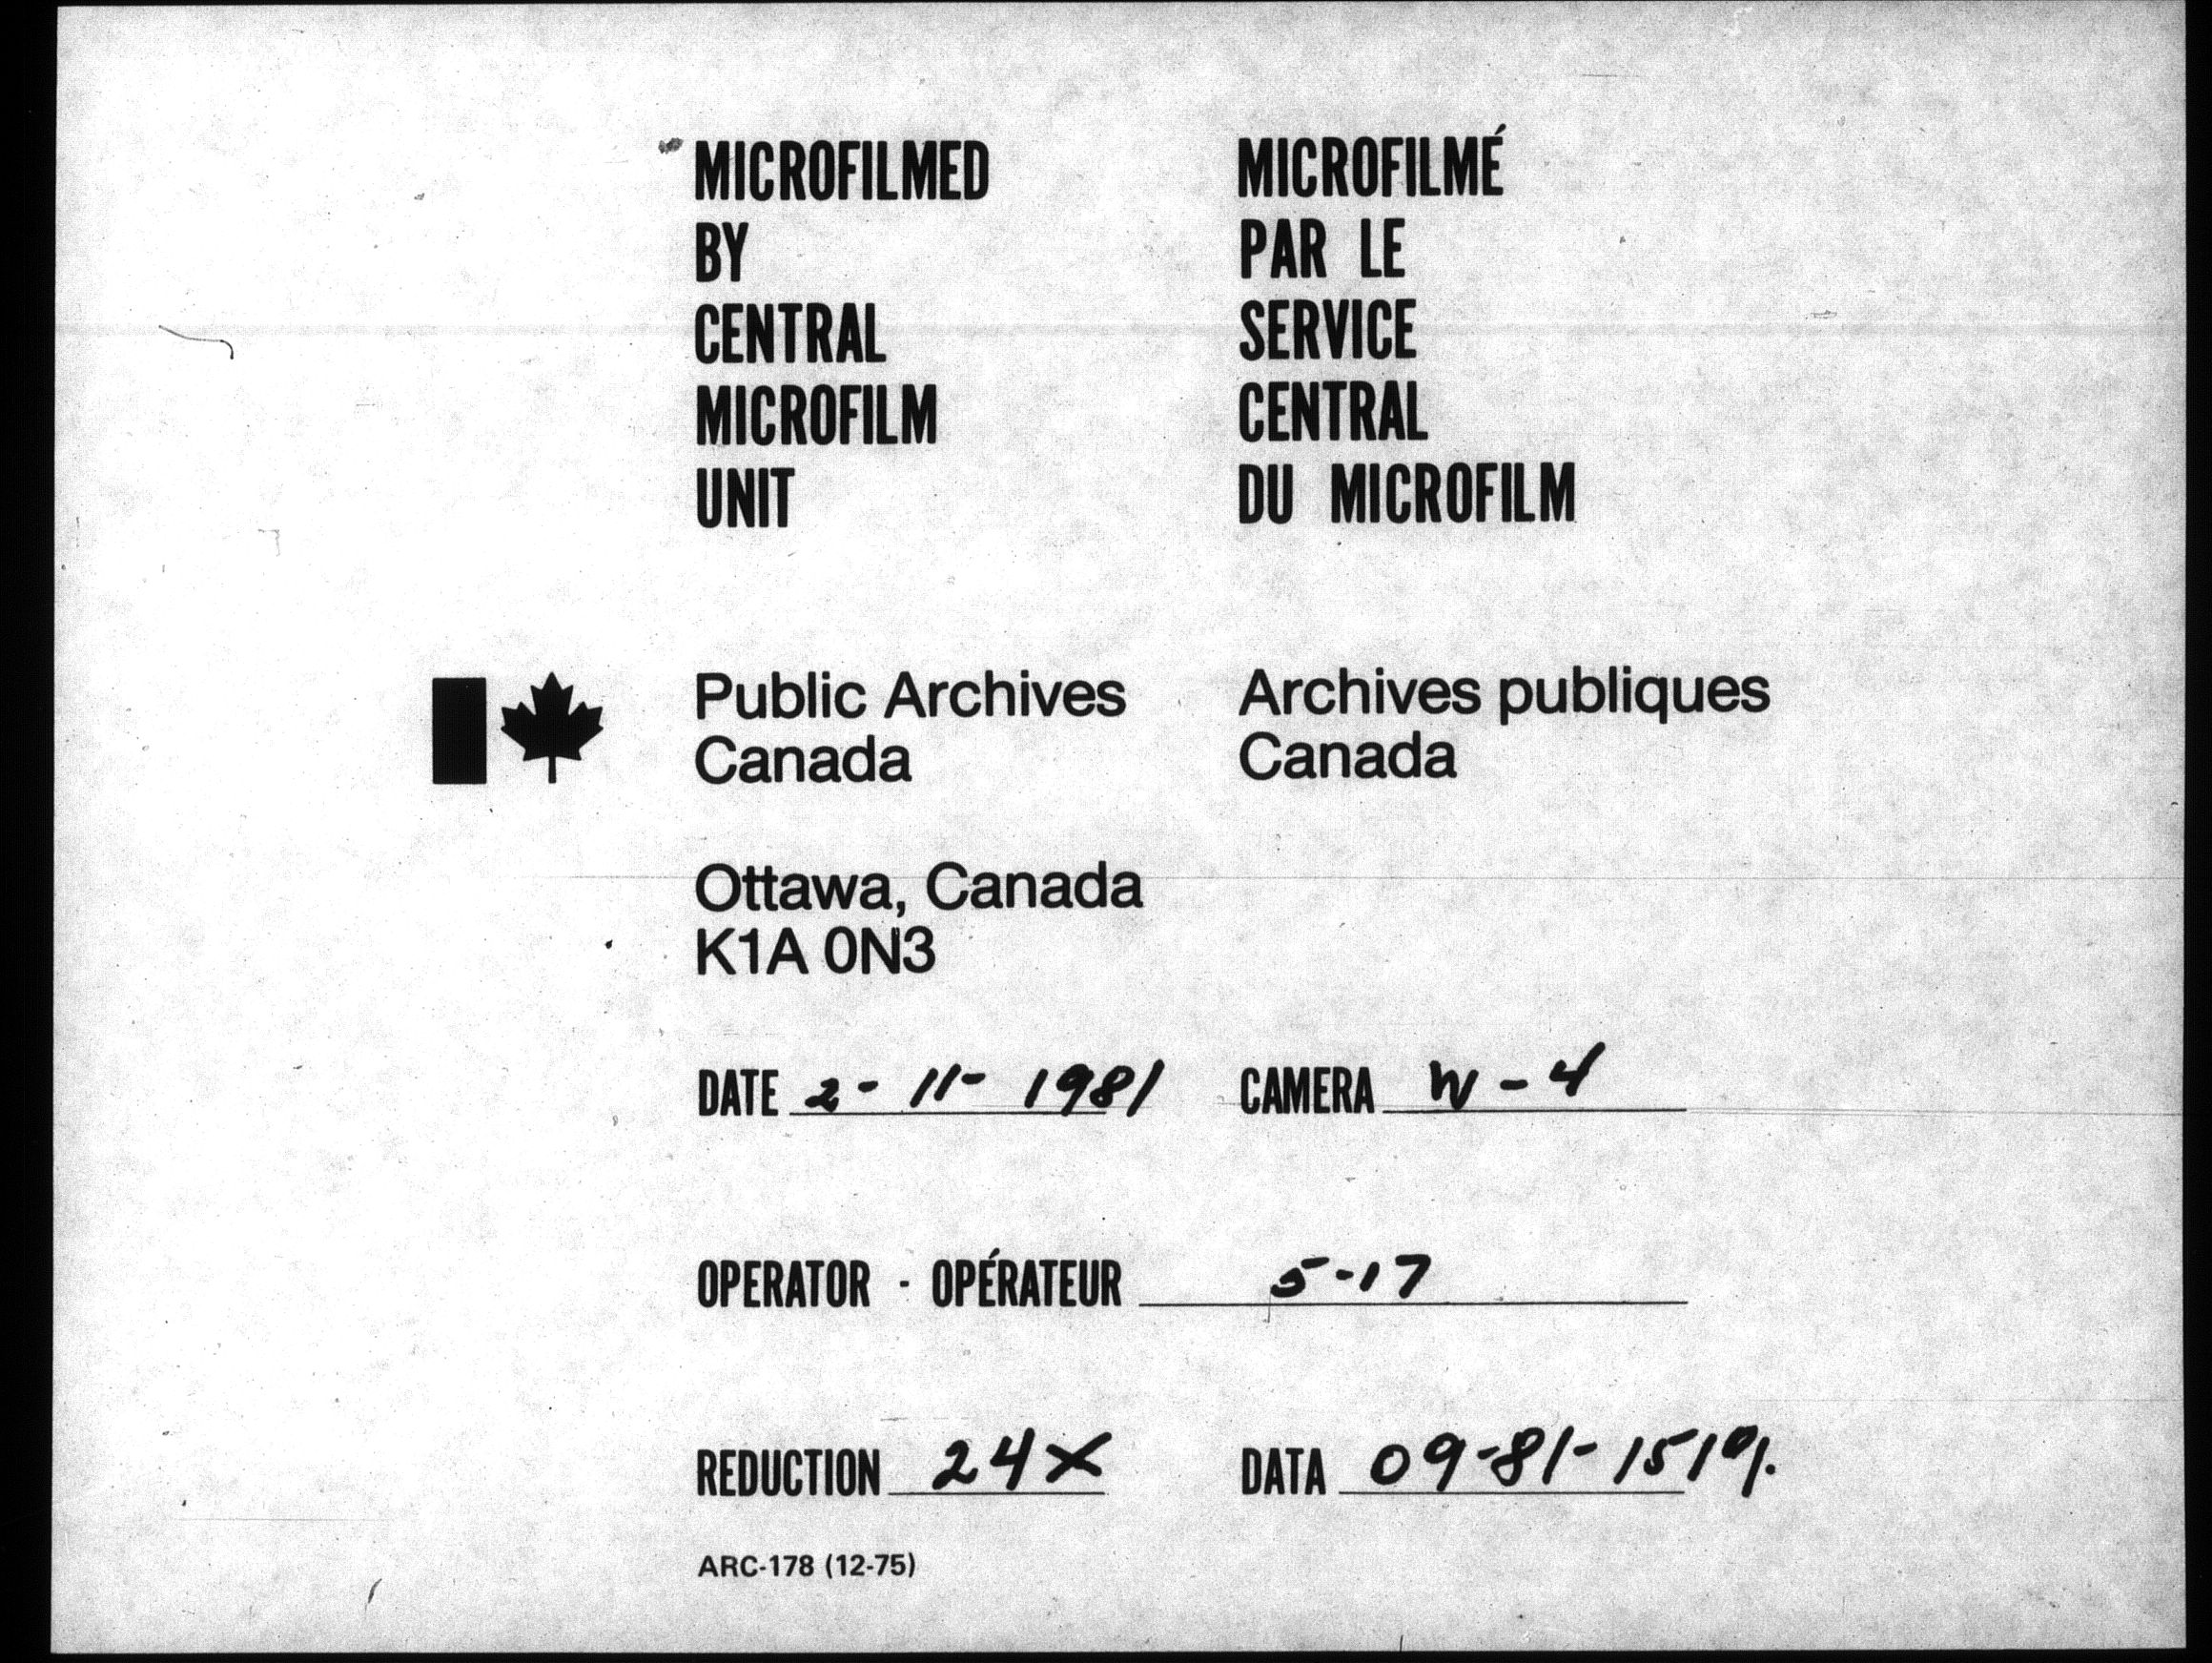 MICROFILMED
BY
CENTRAL
MICROFILM
UNIT
MICROFILMÉ
PAR LE
SERVICE
CENTRAL
DU MICROFILM
Public Archives
Canada
Archives publiques
Canada
Ottawa, Canada
K1A 0N3
DATE 2-11-1981
CAMERA W-4
OPERATOR - OPÉRATEUR 5-17
REDUCTION 24X
DATA 09-81-
ARC-178 (12-75)